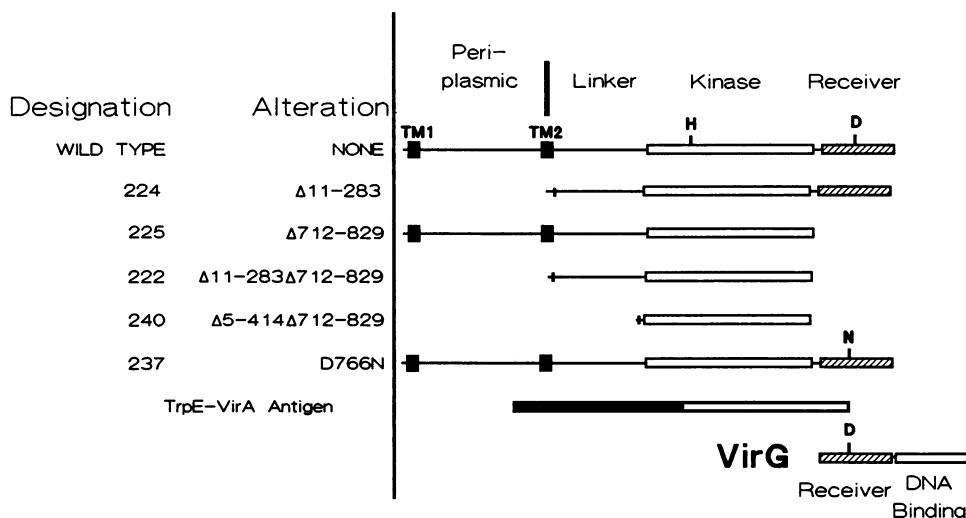 Peri-
plasmic
Linker
Kinase
Receiver
Designation
Alteration
TM1
TM2
H
D
WILD TYPE
NONE
224
Δ11-283
225
Δ712-829
222
Δ11-283Δ712-829
240
Δ5-414Δ712-829
N
237
D766N
TrpE-VirA Antigen
D
VirG
Receiver
DNA
Binding